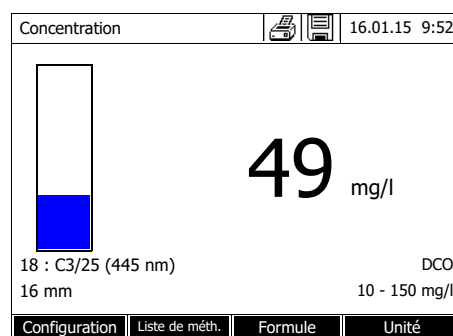 Concentration 16.01.15 9:52
49 mg/l
18 : C3/25 (445 nm) DCO
16 mm 10 - 150 mg/l
Configuration Liste de méth. Formule Unité